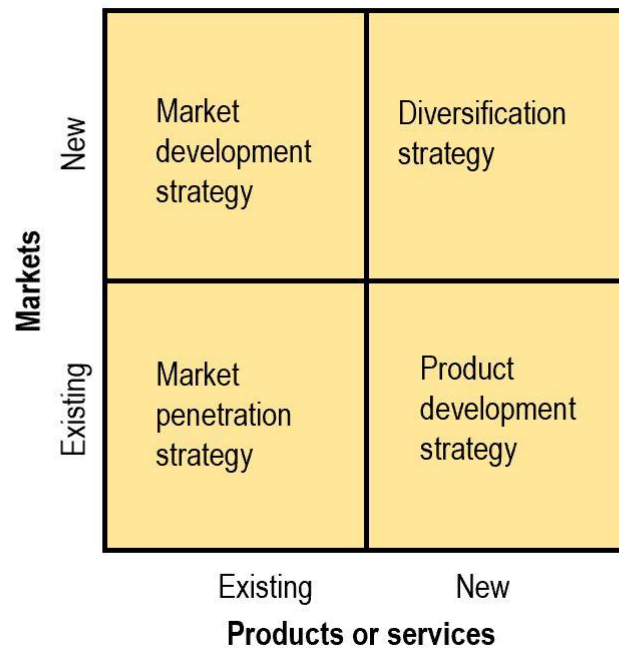 Markets
New
Existing
Market
development
strategy
Diversification
strategy
Market
penetration
strategy
Product
development
strategy
Existing
New
Products or services